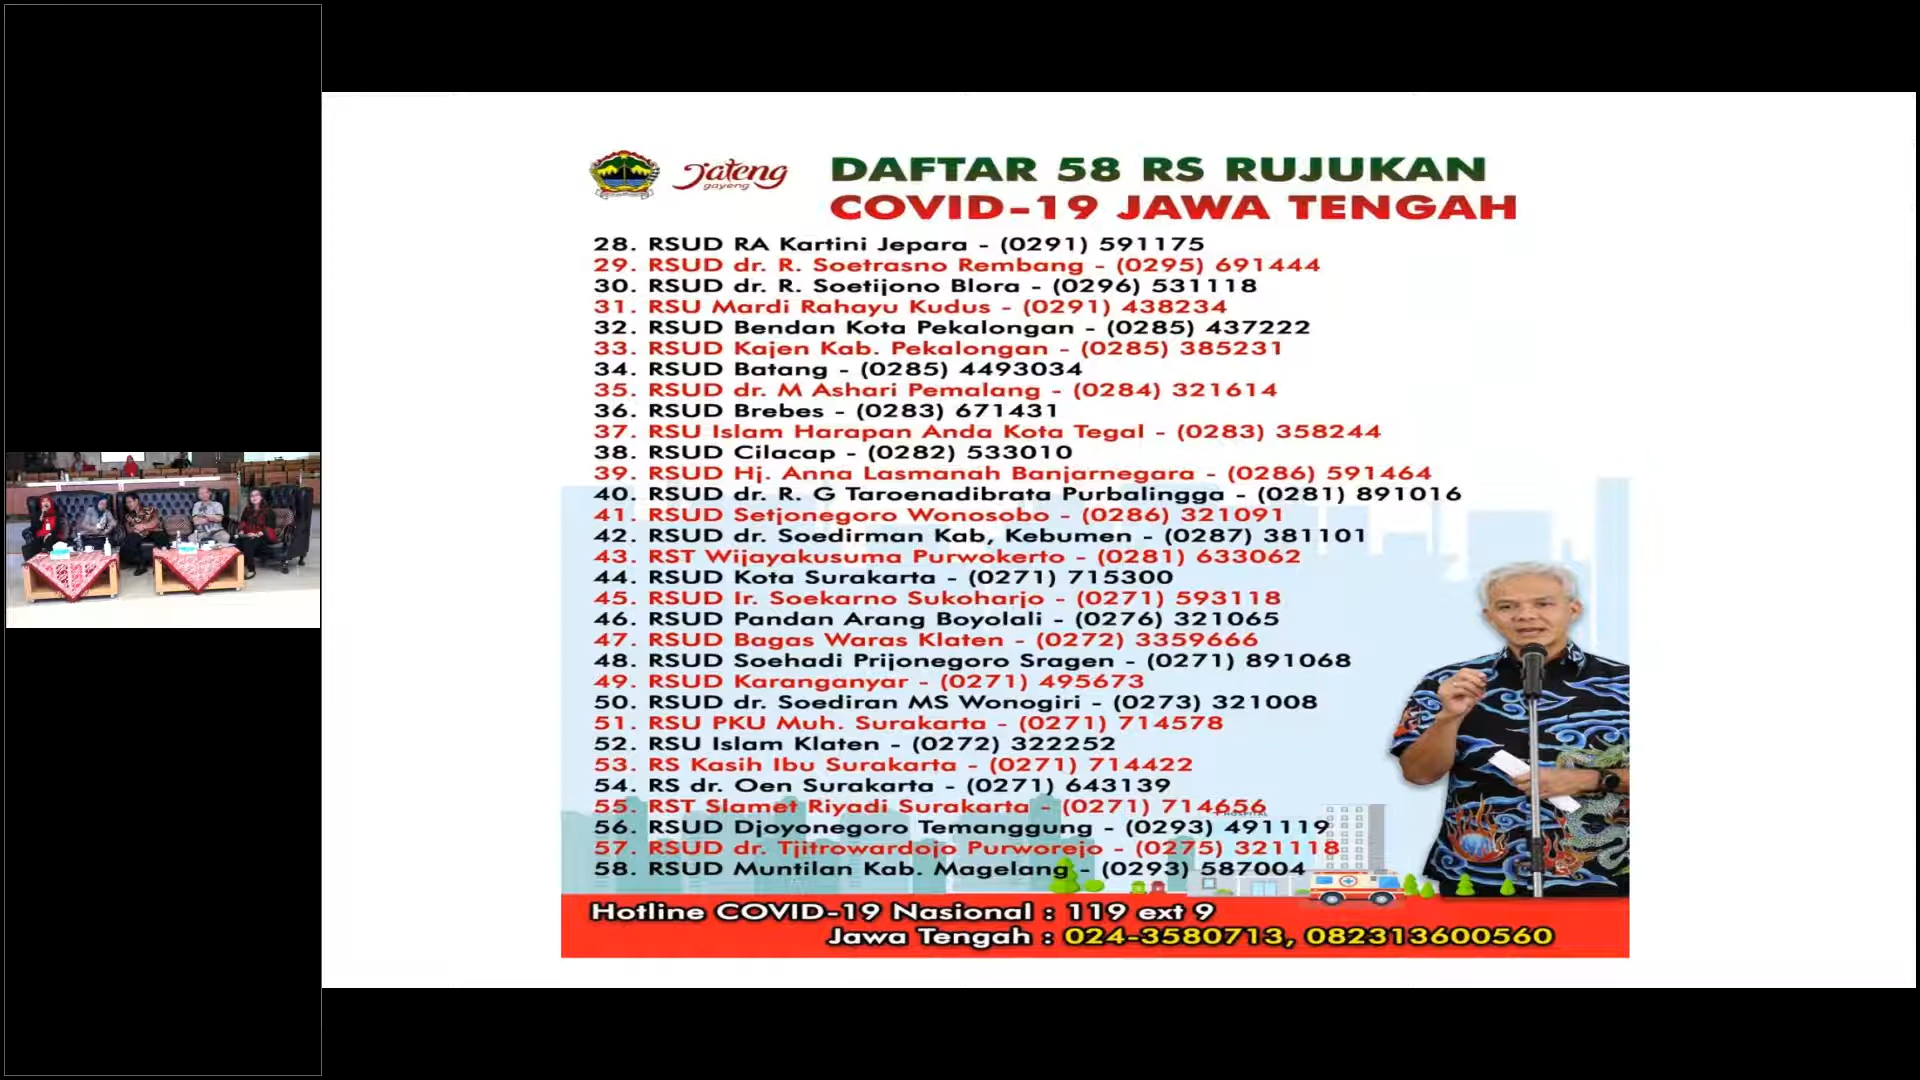 Jateng
gayeng
DAFTAR 58 RS RUJUKAN
COVID-19 JAWA TENGAH
28. RSUD RA Kartini Jepara - (0291) 591175
29. RSUD dr. R. Soetrasno Rembang - (0295) 691444
30. RSUD dr. R. Soetijono Blora - (0296) 531118
31. RSU Mardi Rahayu Kudus - (0291) 438234
32. RSUD Bendan Kota Pekalongan - (0285) 437222
33. RSUD Kajen Kab. Pekalongan - (0285) 385231
34. RSUD Batang - (0285) 4493034
35. RSUD dr. M Ashari Pemalang - (0284) 321614
36. RSUD Brebes - (0283) 671431
37. RSU Islam Harapan Anda Kota Tegal - (0283) 358244
38. RSUD Cilacap - (0282) 533010
39. RSUD Hj. Anna Lasmanah Banjarnegara - (0286) 591464
40. RSUD dr. R. G Taroenadibrata Purbalingga - (0281) 891016
41. RSUD Setjonegoro Wonosobo - (0286) 321091
42. RSUD dr. Soedirman Kab, Kebumen - (0287) 381101
43. RST Wijayakusuma Purwokerto - (0281) 633062
44. RSUD Kota Surakarta - (0271) 715300
45. RSUD Ir. Soekarno Sukoharjo - (0271) 593118
46. RSUD Pandan Arang Boyolali - (0276) 321065
47. RSUD Bagas Waras Klaten - (0272) 3359666
48. RSUD Soehadi Prijonegoro Sragen - (0271) 891068
49. RSUD Karanganyar - (0271) 495673
50. RSUD dr. Soediran MS Wonogiri - (0273) 321008
51. RSU PKU Muh. Surakarta - (0271) 714578
52. RSU Islam Klaten - (0272) 322252
53. RS Kasih Ibu Surakarta - (0271) 714422
54. RS dr. Oen Surakarta - (0271) 643139
55. RST Slamet Riyadi Surakarta - (0271) 714656
HOSPITAL
56. RSUD Djoyonegoro Temanggung - (0293) 491119
57. RSUD dr. Tjitrowardojo Purworejo - (0275) 321118
58. RSUD Muntilan Kab. Magelang - (0293) 587004
Hotline COVID-19 Nasional : 119 ext 9
Jawa Tengah : 024-3580713, 082313600560